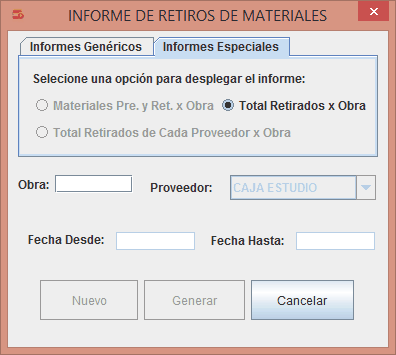 INFORME DE RETIROS DE MATERIALES
Informes Genéricos Informes Especiales
Selecione una opción para desplegar el informe:
Materiales Pre. y Ret. x Obra Total Retirados x Obra
Total Retirados de Cada Proveedor x Obra
Obra: Proveedor: CAJA ESTUDIO
Fecha Desde: Fecha Hasta:
Nuevo Generar Cancelar